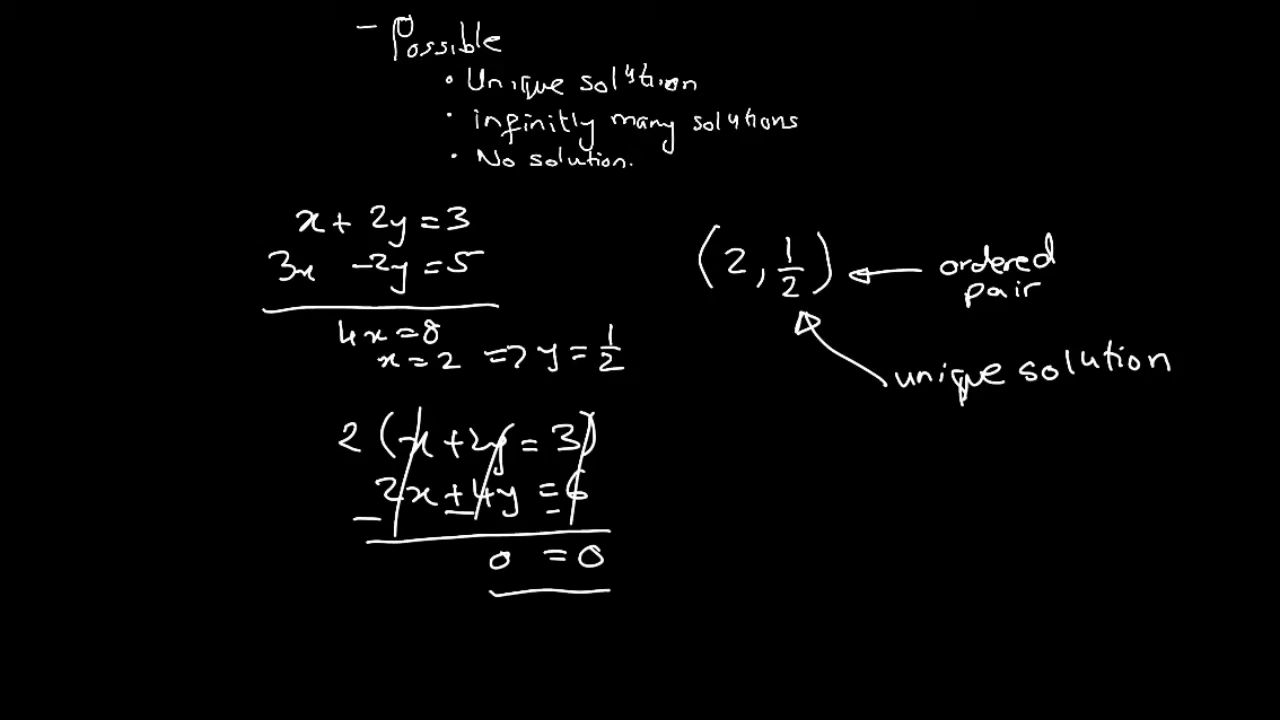 - Possible
• Unique solution
• infinitly many solutions
• No solution.
x + 2y = 3
3x - 2y = 5
4x = 8
x = 2 => y = 1/2
(2, 1/2) ← ordered pair
unique solution
2 (x + 2y = 3)
2x + 4y = 6
0 = 0